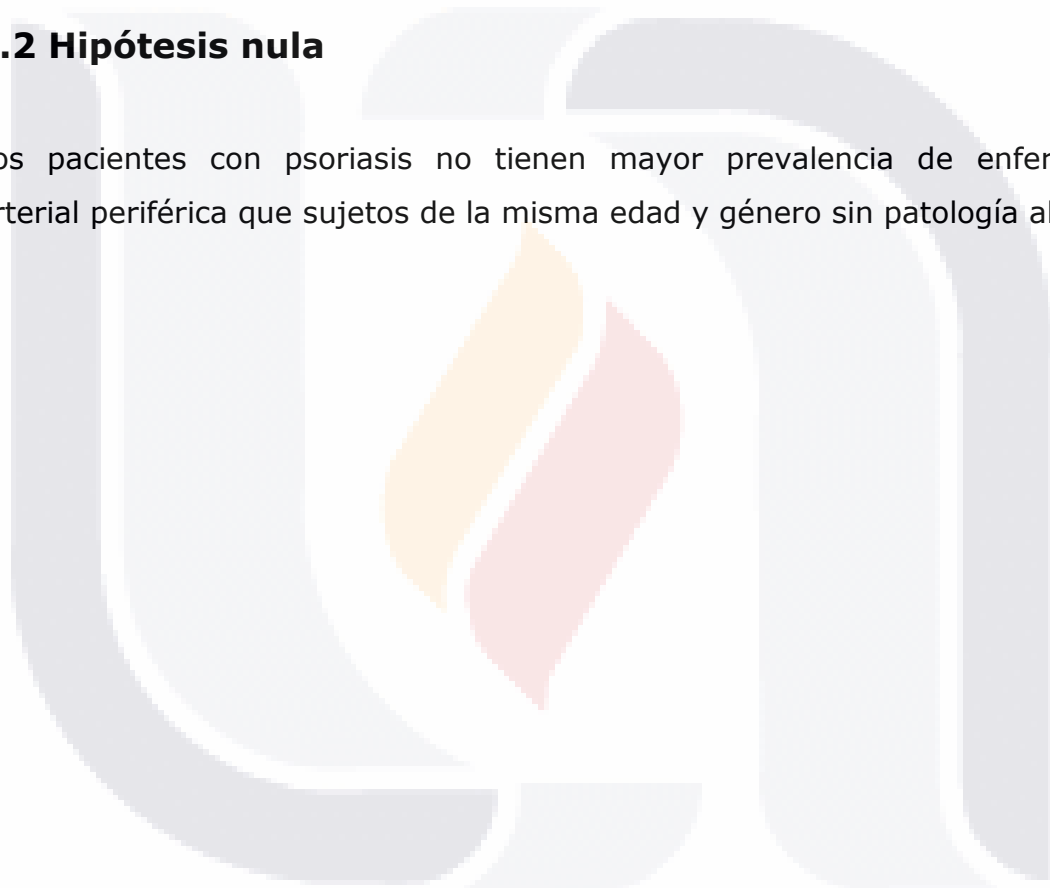 .2 Hipótesis nula
os pacientes con psoriasis no tienen mayor prevalencia de enfer
rterial periférica que sujetos de la misma edad y género sin patología al